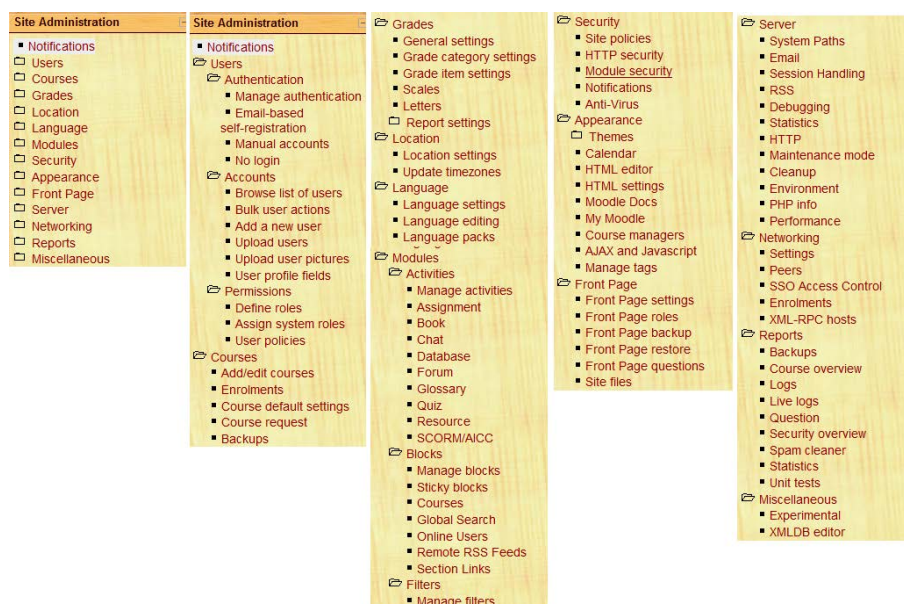 Site Administration
Notifications
Users
Courses
Grades
Location
Language
Modules
Security
Appearance
Front Page
Server
Networking
Reports
Miscellaneous
Site Administration
Notifications
Users
Authentication
Manage authentication
Email-based
self-registration
Manual accounts
No login
Accounts
Browse list of users
Bulk user actions
Add a new user
Upload users
Upload user pictures
User profile fields
Permissions
Define roles
Assign system roles
User policies
Courses
Add/edit courses
Enrolments
Course default settings
Course request
Backups
Grades
General settings
Grade category settings
Grade item settings
Scales
Letters
Report settings
Location
Location settings
Update timezones
Language
Language settings
Language editing
Language packs
Modules
Activities
Manage activities
Assignment
Book
Chat
Database
Forum
Glossary
Quiz
Resource
SCORM/AICC
Blocks
Manage blocks
Sticky blocks
Courses
Global Search
Online Users
Remote RSS Feeds
Section Links
Filters
Manage filters
Security
Site policies
HTTP security
Module security
Notifications
Anti-Virus
Appearance
Themes
Calendar
HTML editor
HTML settings
Moodle Docs
My Moodle
Course managers
AJAX and Javascript
Manage tags
Front Page
Front Page settings
Front Page roles
Front Page backup
Front Page restore
Front Page questions
Site files
Server
System Paths
Email
Session Handling
RSS
Debugging
Statistics
HTTP
Maintenance mode
Cleanup
Environment
PHP info
Performance
Networking
Settings
Peers
SSO Access Control
Enrolments
XML-RPC hosts
Reports
Backups
Course overview
Logs
Live logs
Question
Security overview
Spam cleaner
Statistics
Unit tests
Miscellaneous
Experimental
XMLDB editor